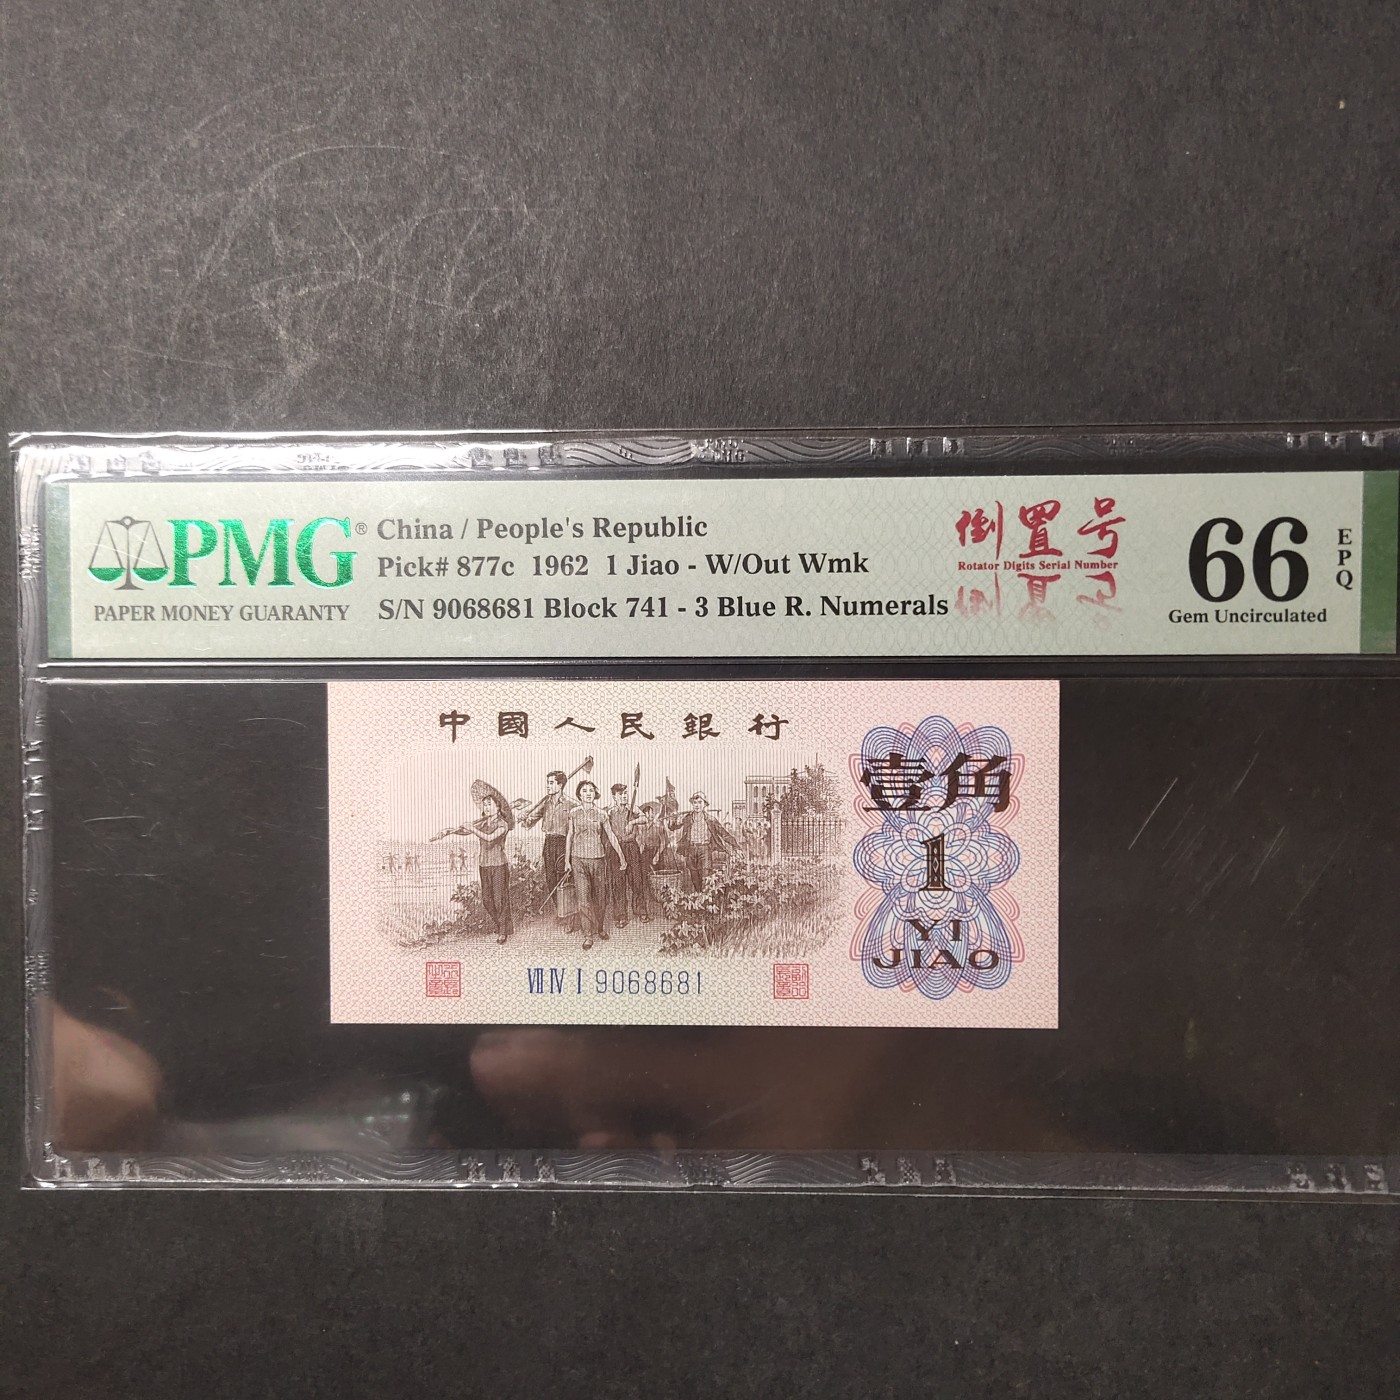 PMG®
PAPER MONEY GUARANTY
China / People's Republic
Pick# 877c 1962 1 Jiao - W/Out Wmk
S/N 9068681 Block 741 - 3 Blue R. Numerals
倒置号
Rotator Digits Serial Number
66
EPQ
Gem Uncirculated
中國人民銀行
壹角
1
YI
JIAO
Ⅶ Ⅳ Ⅰ 9068681